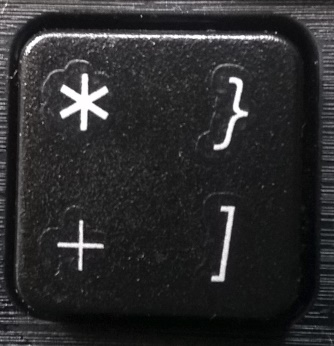 * }
+ ]